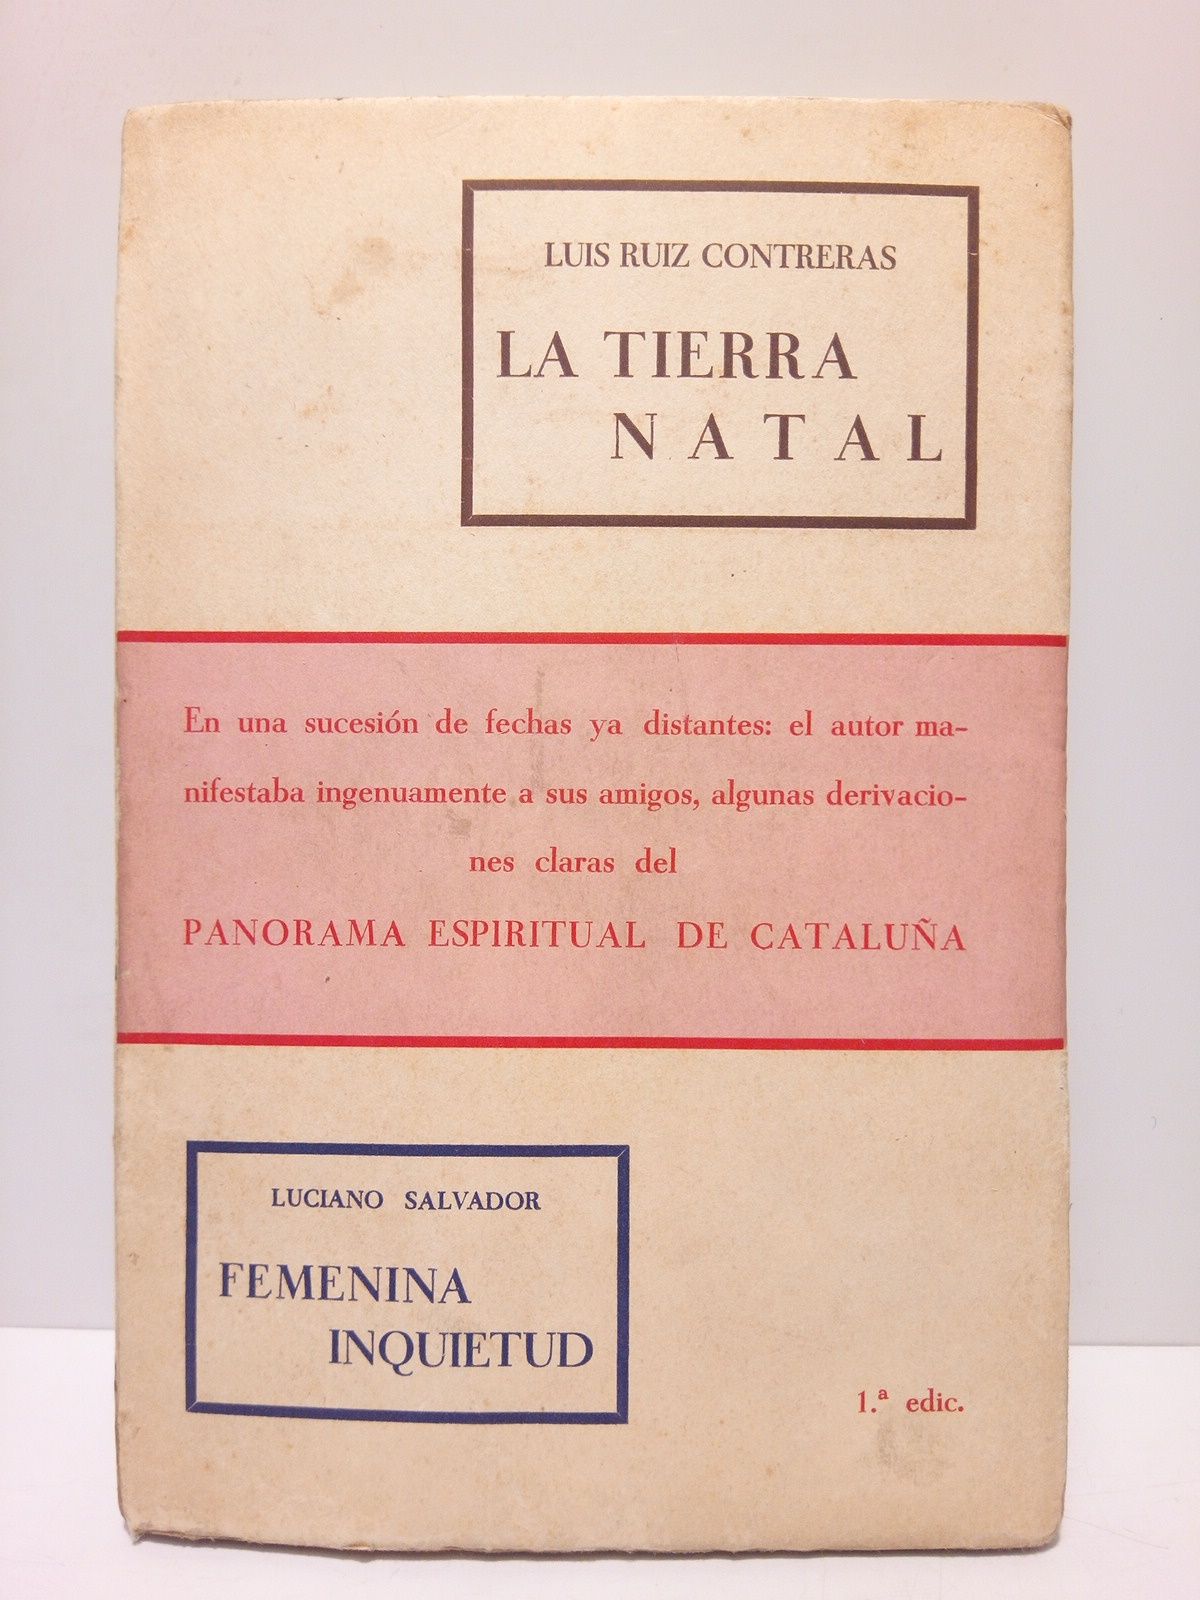 LUIS RUIZ CONTRERAS
LA TIERRA
NATAL
En una sucesión de fechas ya distantes: el autor ma-
nifestaba ingenuamente a sus amigos, algunas derivacio-
nes claras del
PANORAMA ESPIRITUAL DE CATALUÑA
LUCIANO SALVADOR
FEMENINA
INQUIETUD
1.ª edic.